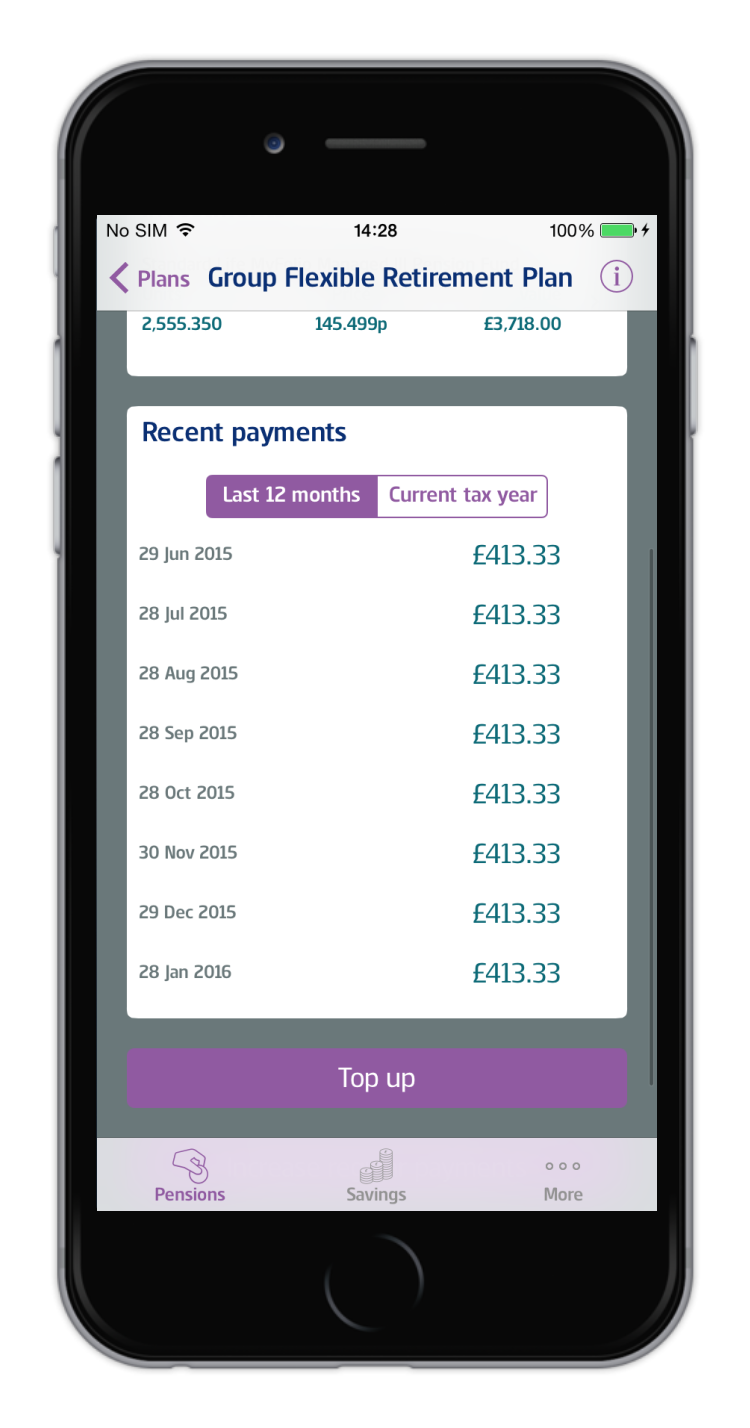 No SIM 14:28 100%
Plans Group Flexible Retirement Plan i
2,555.350 145.499p £3,718.00
Recent payments
Last 12 months Current tax year
29 Jun 2015 £413.33
28 Jul 2015 £413.33
28 Aug 2015 £413.33
28 Sep 2015 £413.33
28 Oct 2015 £413.33
30 Nov 2015 £413.33
29 Dec 2015 £413.33
28 Jan 2016 £413.33
Top up
Pensions Savings More